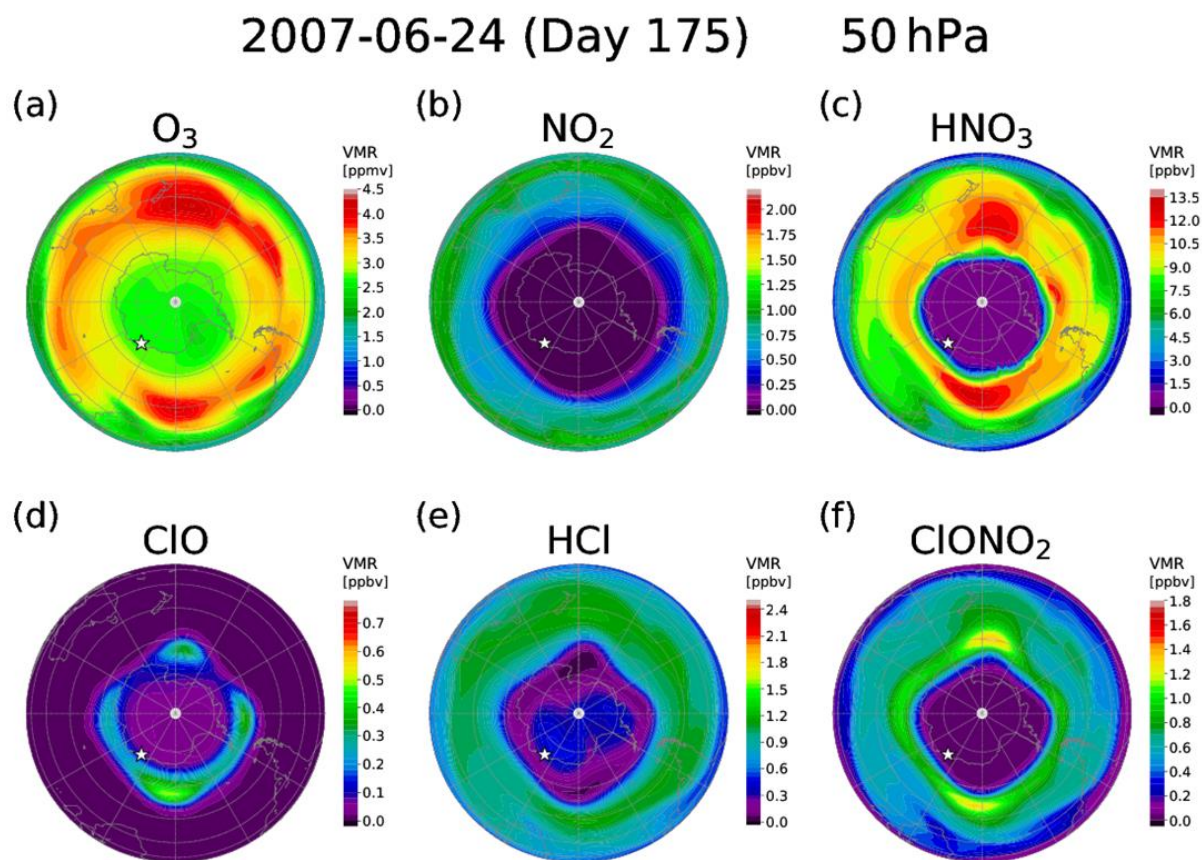 2007-06-24 (Day 175) 50 hPa
(a)
O₃
VMR
[ppmv]
4.5
4.0
3.5
3.0
2.5
2.0
1.5
1.0
0.5
0.0
(b)
NO₂
VMR
[ppbv]
2.00
1.75
1.50
1.25
1.00
0.75
0.50
0.25
0.00
(c)
HNO₃
VMR
[ppbv]
13.5
12.0
10.5
9.0
7.5
6.0
4.5
3.0
1.5
0.0
(d)
ClO
VMR
[ppbv]
0.7
0.6
0.5
0.4
0.3
0.2
0.1
0.0
(e)
HCl
VMR
[ppbv]
2.4
2.1
1.8
1.5
1.2
0.9
0.6
0.3
0.0
(f)
ClONO₂
VMR
[ppbv]
1.8
1.6
1.4
1.2
1.0
0.8
0.6
0.4
0.2
0.0